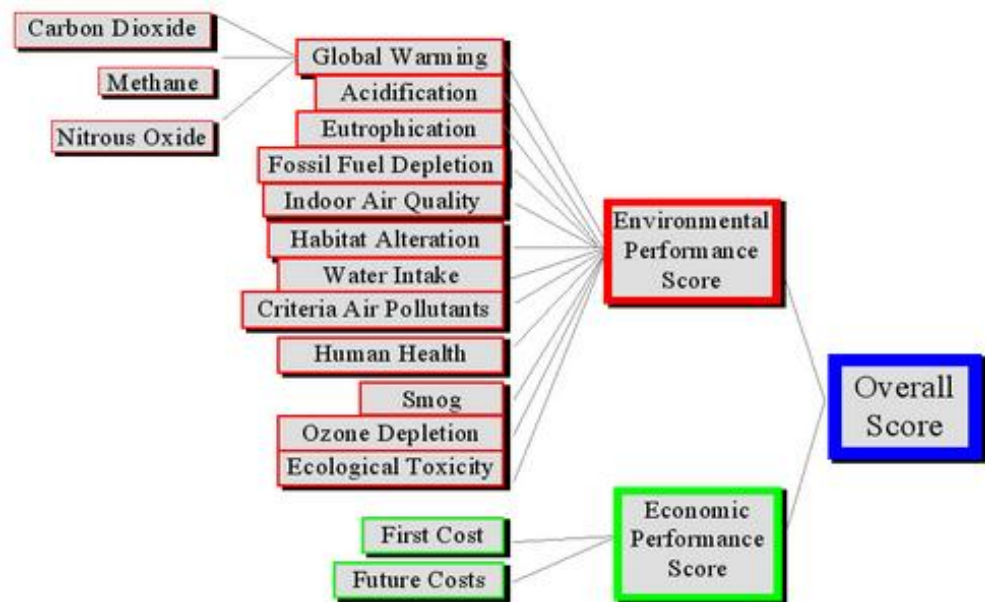 Carbon Dioxide
Methane
Nitrous Oxide
Global Warming
Acidification
Eutrophication
Fossil Fuel Depletion
Indoor Air Quality
Habitat Alteration
Water Intake
Criteria Air Pollutants
Human Health
Smog
Ozone Depletion
Ecological Toxicity
First Cost
Future Costs
Environmental
Performance
Score
Economic
Performance
Score
Overall
Score